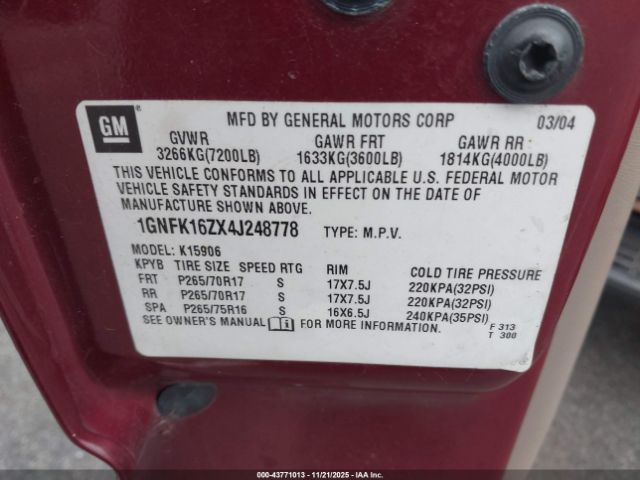 GM
®
MFD BY GENERAL MOTORS CORP 03/04
GVWR GAWR FRT GAWR RR
3266KG(7200LB) 1633KG(3600LB) 1814KG(4000LB)
THIS VEHICLE CONFORMS TO ALL APPLICABLE U.S. FEDERAL MOTOR
VEHICLE SAFETY STANDARDS IN EFFECT ON THE DATE OF
MANUFACTURE SHOWN ABOVE.
1GNFK16ZX4J248778 TYPE: M.P.V.
MODEL: K15906
KPYB TIRE SIZE SPEED RTG RIM COLD TIRE PRESSURE
FRT P265/70R17 S 17X7.5J 220KPA(32PSI)
RR P265/70R17 S 17X7.5J 220KPA(32PSI)
SPA P265/75R16 S 16X6.5J 240KPA(35PSI)
SEE OWNER'S MANUAL FOR MORE INFORMATION.
F 313
T 300
000-43771013 - 11/21/2025 - IAAI, Inc.